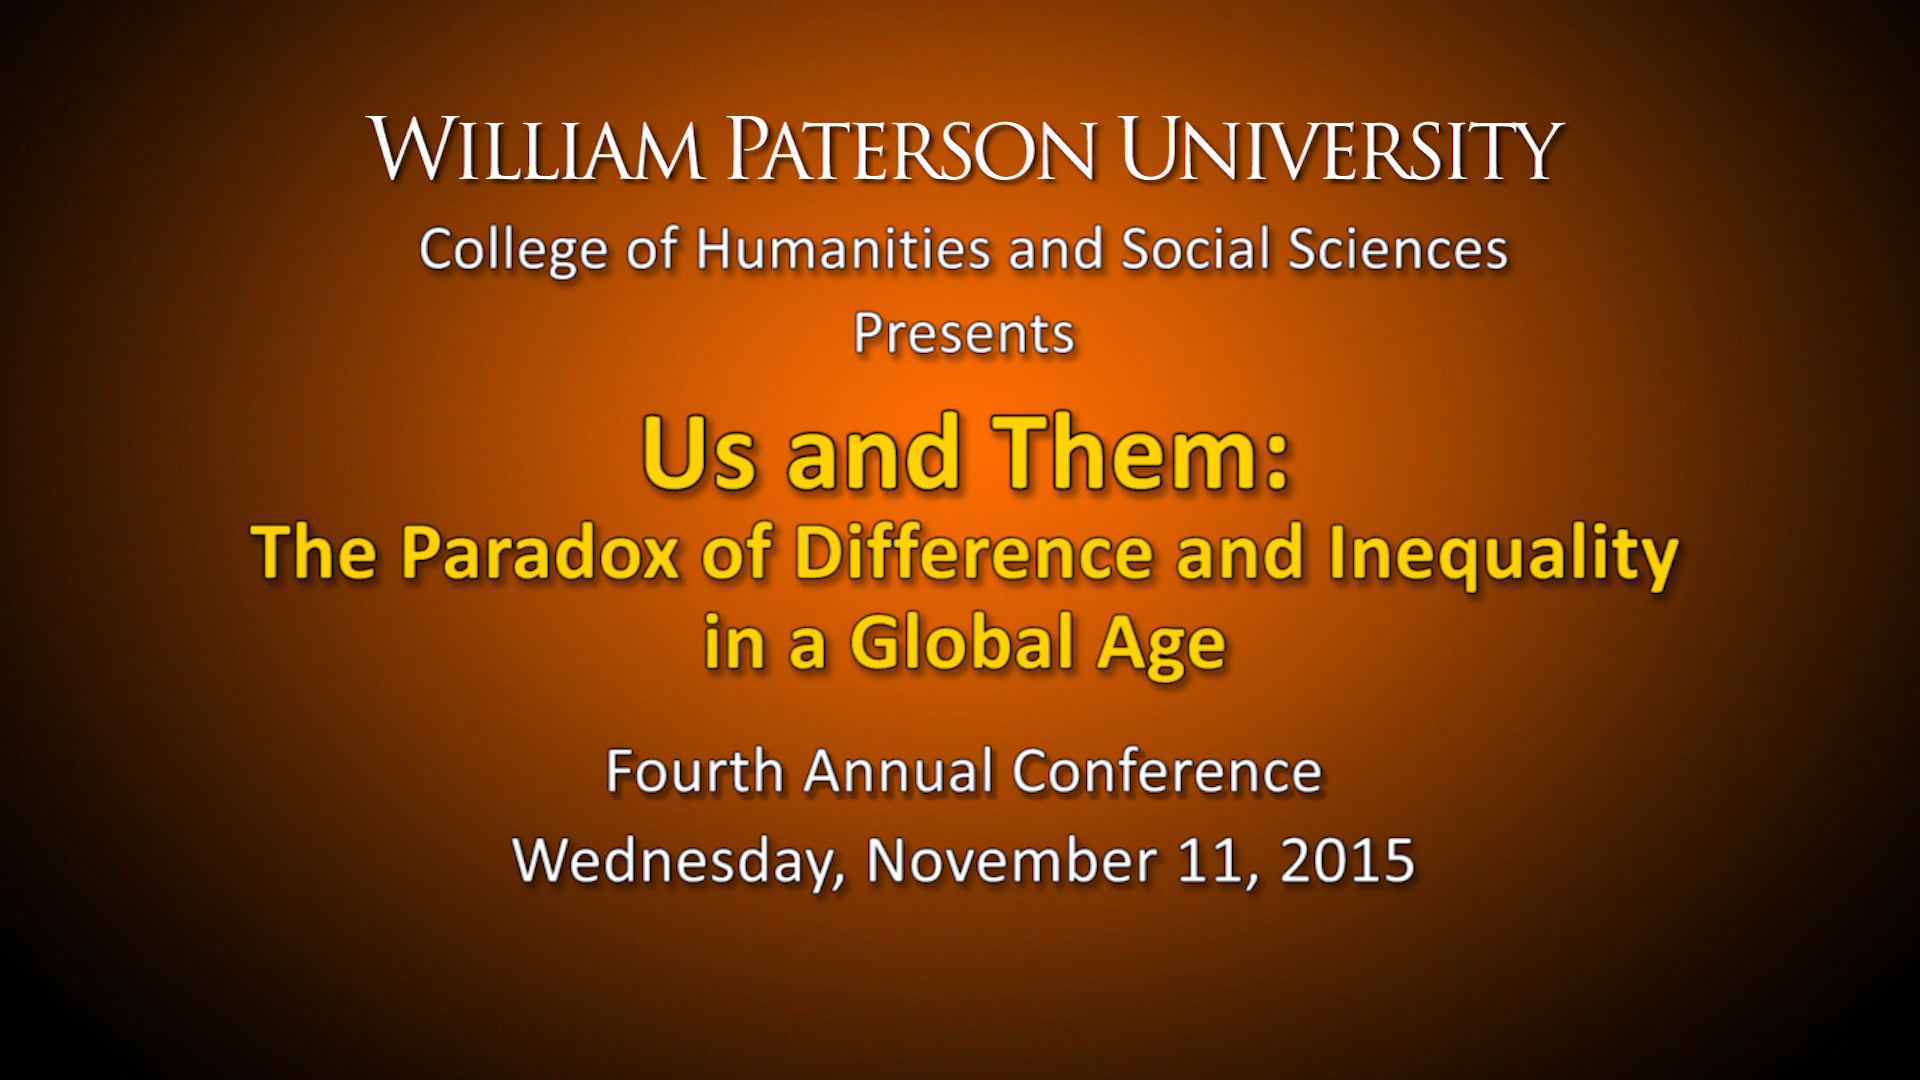 WILLIAM PATERSON UNIVERSITY
College of Humanities and Social Sciences
Presents
Us and Them:
The Paradox of Difference and Inequality
in a Global Age
Fourth Annual Conference
Wednesday, November 11, 2015